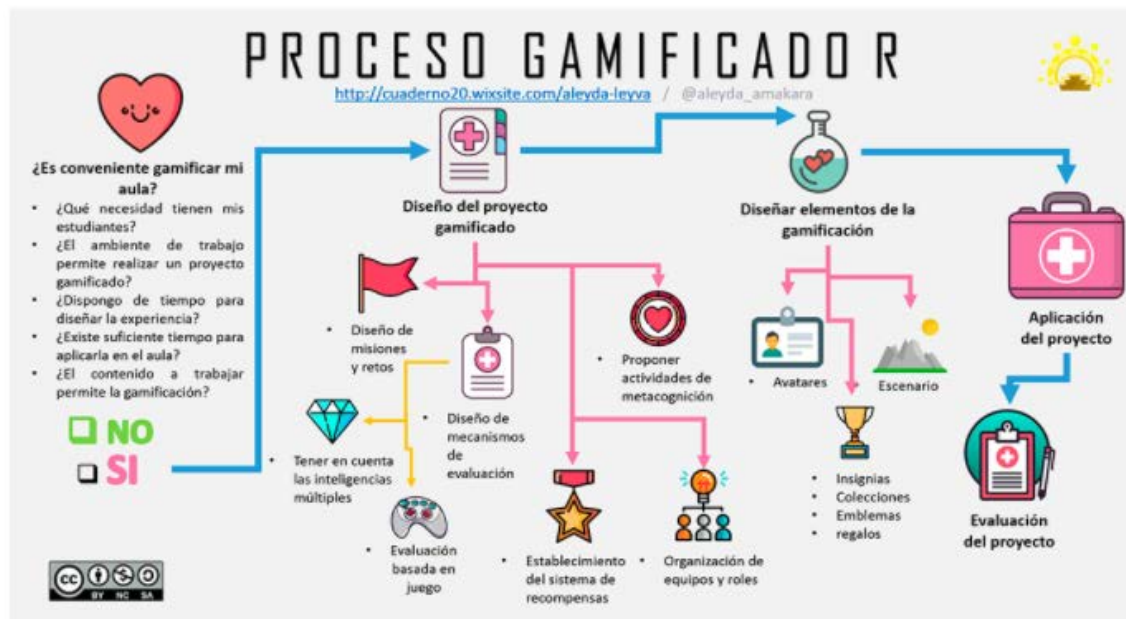 PROCESO GAMIFICADOR
http://cuaderno20.wixsite.com/aleyda-leyva / @aleyda_amakara
¿Es conveniente gamificar mi
aula?
• ¿Qué necesidad tienen mis
estudiantes?
• ¿El ambiente de trabajo
permite realizar un proyecto
gamificado?
• ¿Dispongo de tiempo para
diseñar la experiencia?
• ¿Existe suficiente tiempo para
aplicarla en el aula?
• ¿El contenido a trabajar
permite la gamificación?
NO
SI
Diseño del proyecto
gamificado
• Diseño de
misiones
y retos
• Diseño de
mecanismos
de
evaluación
• Tener en cuenta
las inteligencias
múltiples
• Evaluación
basada en
juego
• Proponer
actividades de
metacognición
• Establecimiento
del sistema de
recompensas
• Organización de
equipos y roles
Diseñar elementos de la
gamificación
• Avatares
• Escenario
• Insignias
• Colecciones
• Emblemas
• regalos
Aplicación
del proyecto
Evaluación
del proyecto
cc
BY NC SA